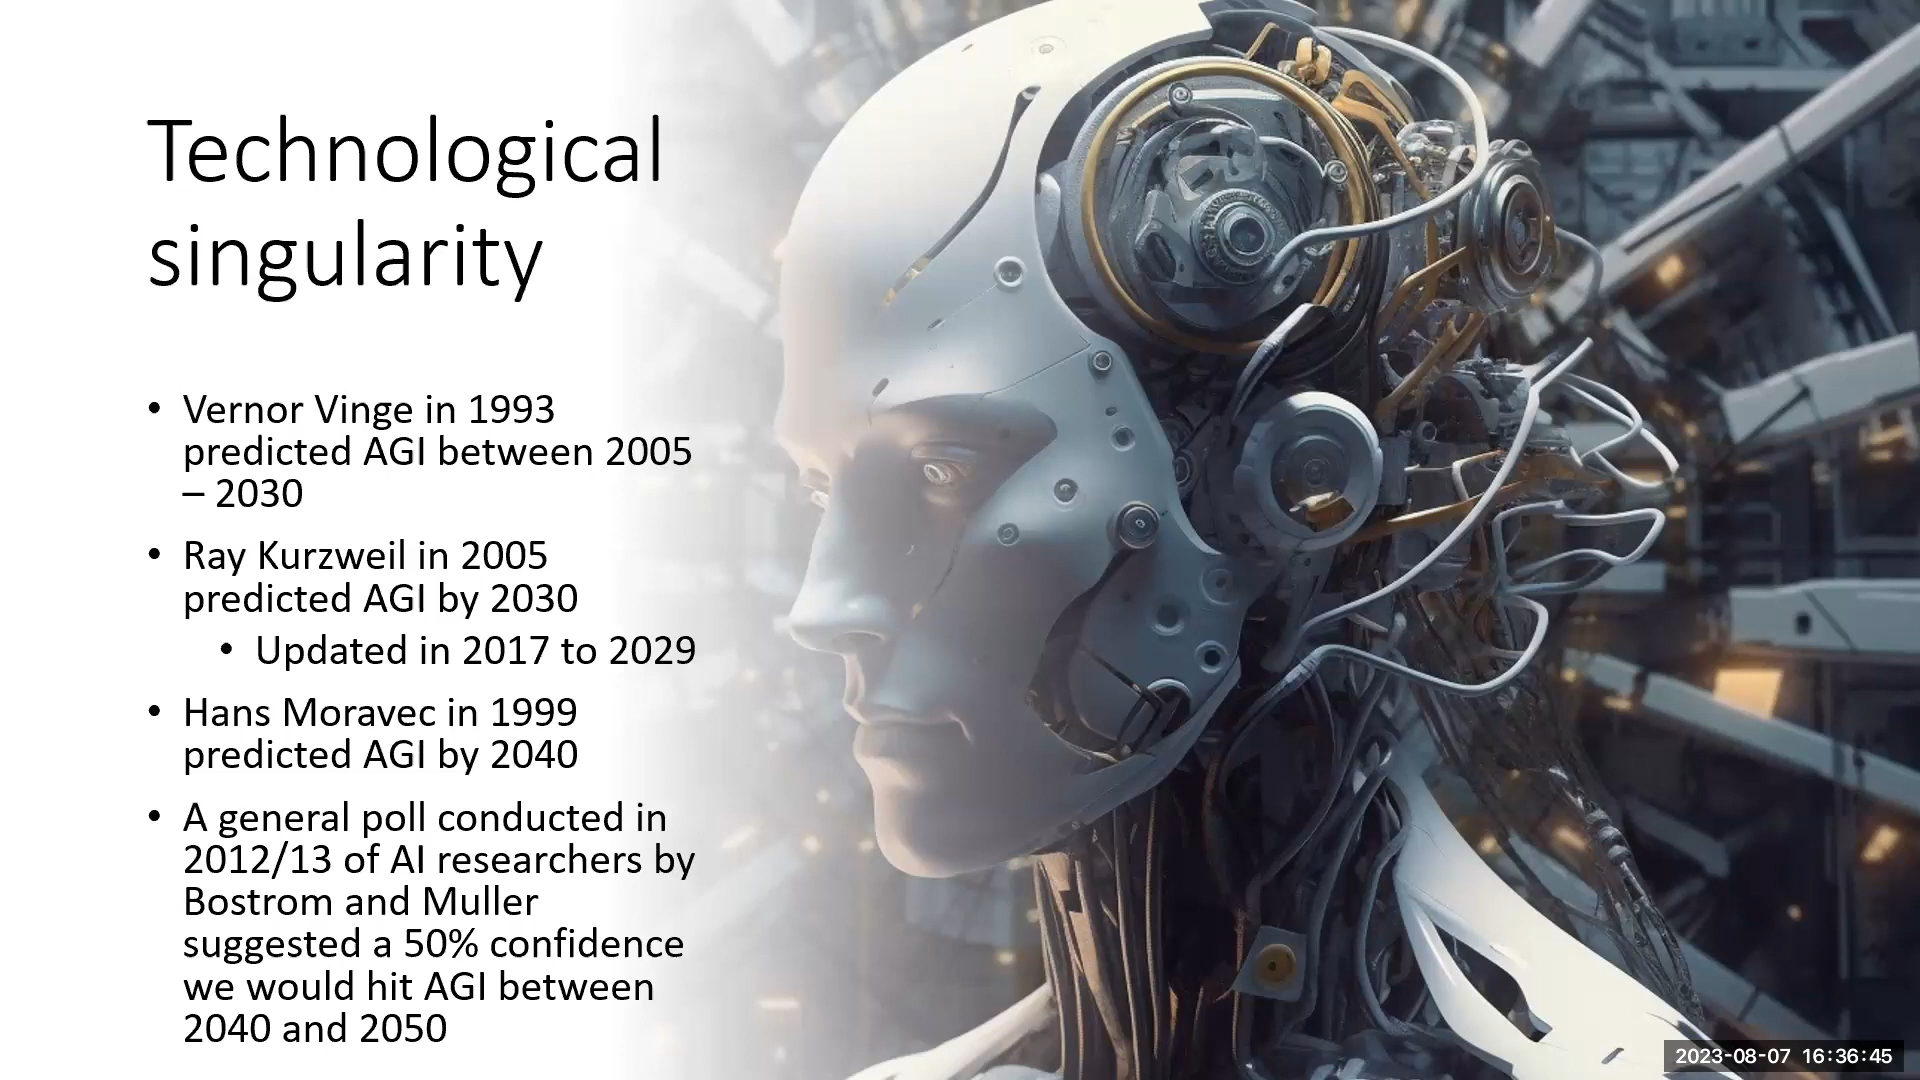 Technological
singularity
• Vernor Vinge in 1993
predicted AGI between 2005
– 2030
• Ray Kurzweil in 2005
predicted AGI by 2030
• Updated in 2017 to 2029
• Hans Moravec in 1999
predicted AGI by 2040
• A general poll conducted in
2012/13 of AI researchers by
Bostrom and Muller
suggested a 50% confidence
we would hit AGI between
2040 and 2050
2023-08-07 16:36:45